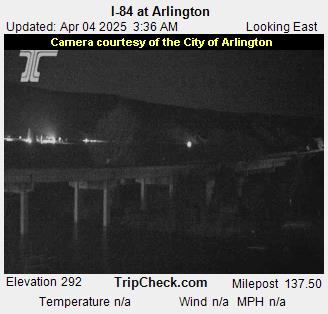 I-84 at Arlington
Updated: Apr 04 2025 3:36 AM Looking East
Camera courtesy of the City of Arlington
Elevation 292 TripCheck.com Milepost 137.50
Temperature n/a Wind n/a MPH n/a